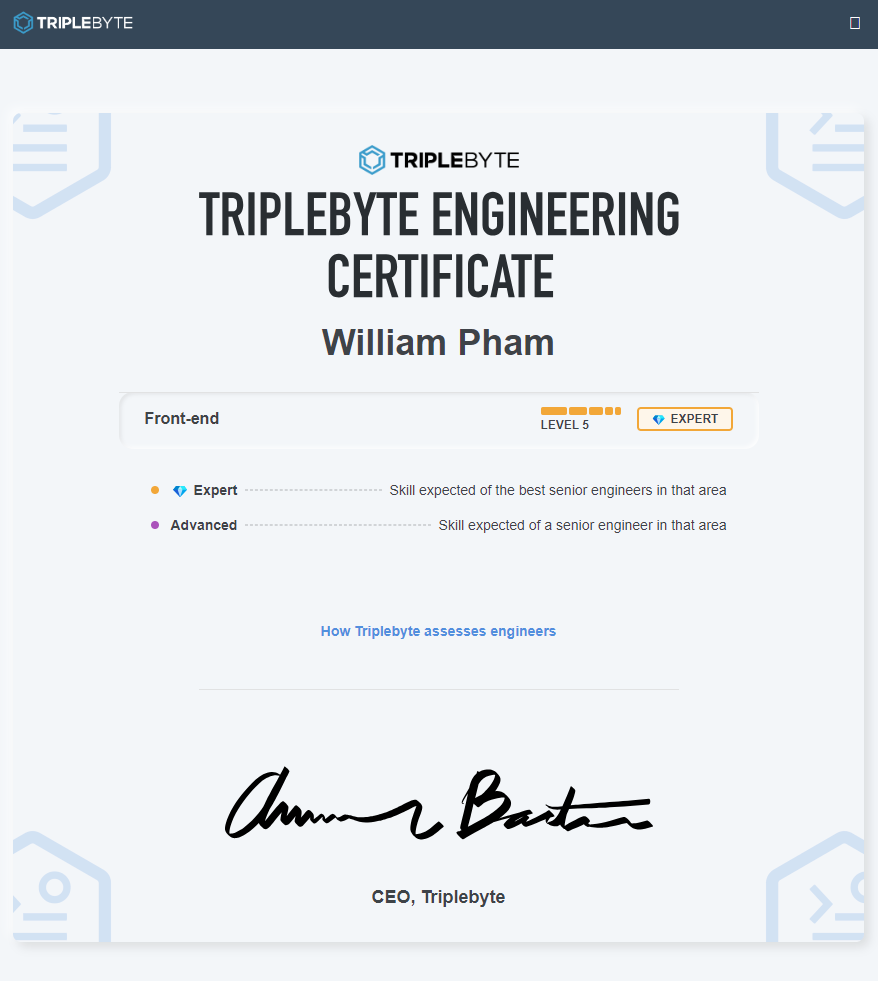 TRIPLEBYTE
TRIPLEBYTE
TRIPLEBYTE ENGINEERING
CERTIFICATE
William Pham
Front-end
LEVEL 5
EXPERT
Expert Skill expected of the best senior engineers in that area
Advanced Skill expected of a senior engineer in that area
How Triplebyte assesses engineers
CEO, Triplebyte